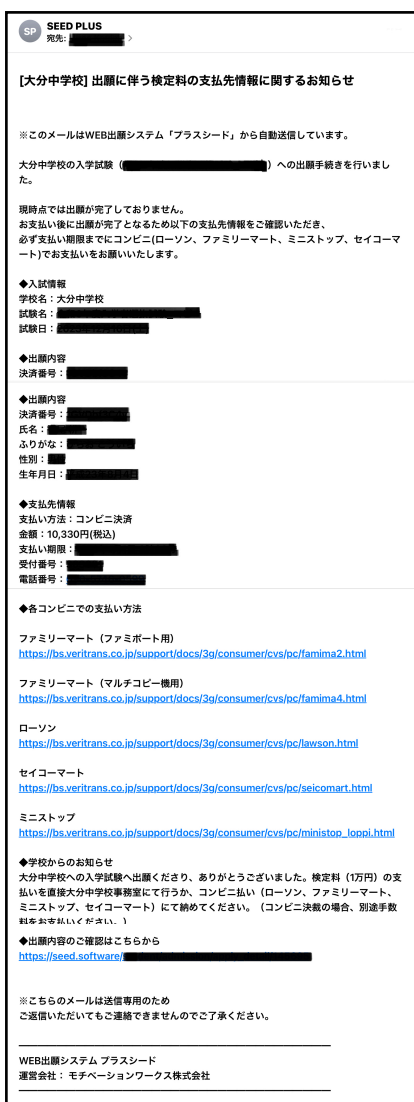 SP
SEED PLUS
宛先:
[大分中学校] 出願に伴う検定料の支払先情報に関するお知らせ
※このメールはWEB出願システム「プラスシード」から自動送信しています。
大分中学校の入学試験（ ）への出願手続きを行いまし
た。
現時点では出願が完了しておりません。
お支払い後に出願が完了となるため以下の支払先情報をご確認いただき、
必ず支払い期限までにコンビニ(ローソン、ファミリーマート、ミニストップ、セイコーマ
ート)でお支払いをお願いいたします。
◆入試情報
学校名：大分中学校
試験名：
試験日：
◆出願内容
決済番号：
◆出願内容
決済番号：
氏名：
ふりがな：
性別：
生年月日：
◆支払先情報
支払い方法：コンビニ決済
金額：10,330円(税込)
支払い期限：
受付番号：
電話番号：
◆各コンビニでの支払い方法
ファミリーマート（ファミポート用）
https://bs.veritrans.co.jp/support/docs/3g/consumer/cvs/pc/famima2.html
ファミリーマート（マルチコピー機用）
https://bs.veritrans.co.jp/support/docs/3g/consumer/cvs/pc/famima4.html
ローソン
https://bs.veritrans.co.jp/support/docs/3g/consumer/cvs/pc/lawson.html
セイコーマート
https://bs.veritrans.co.jp/support/docs/3g/consumer/cvs/pc/seicomart.html
ミニストップ
https://bs.veritrans.co.jp/support/docs/3g/consumer/cvs/pc/ministop_loppi.html
◆学校からのお知らせ
大分中学校への入学試験へ出願くださり、ありがとうございました。検定料（1万円）の支
払いを直接大分中学校事務室にて行うか、コンビニ払い（ローソン、ファミリーマート、
ミニストップ、セイコーマート）にて納めてください。（コンビニ決裁の場合、別途手数
料をお支払いください。）
◆出願内容のご確認はこちらから
https://seed.software/
※こちらのメールは送信専用のため
ご返信いただいてもご連絡できませんのでご了承ください。
WEB出願システム プラスシード
運営会社： モチベーションワークス株式会社